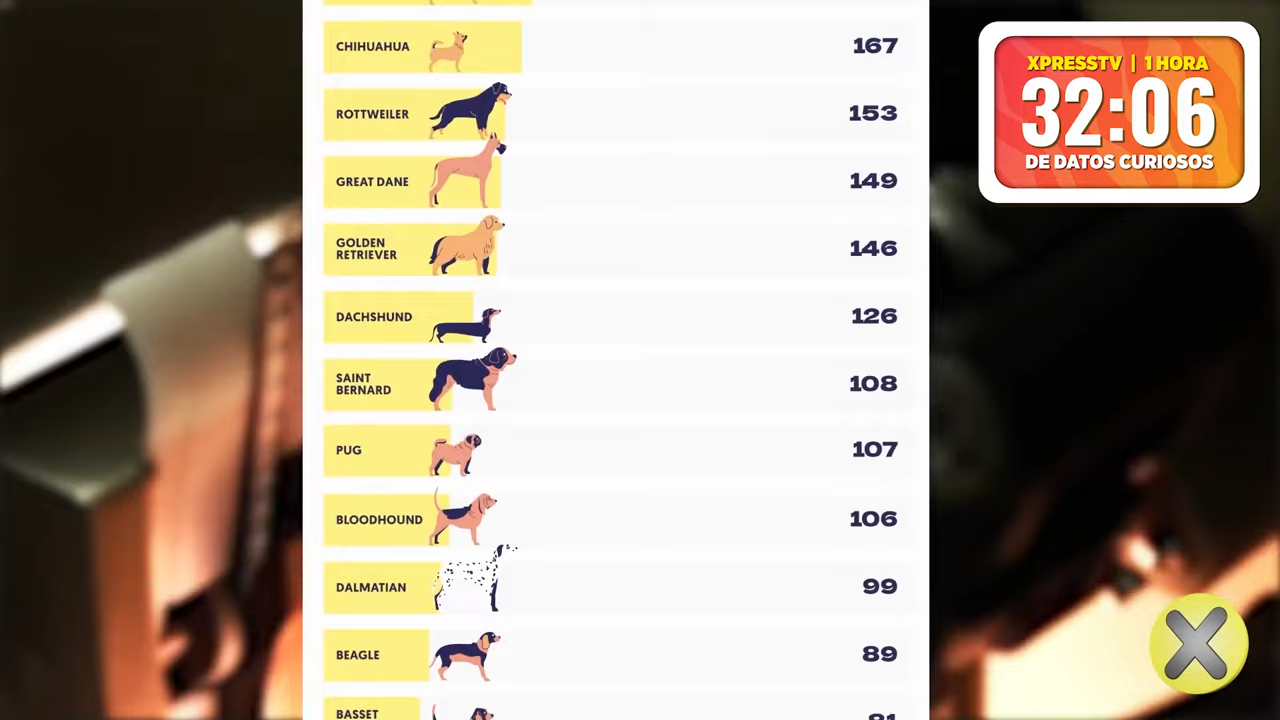 CHIHUAHUA 167
ROTTWEILER 153
GREAT DANE 149
GOLDEN
RETRIEVER 146
DACHSHUND 126
SAINT
BERNARD 108
PUG 107
BLOODHOUND 106
DALMATIAN 99
BEAGLE 89
BASSET
XPRESSTV | 1 HORA
32:06
DE DATOS CURIOSOS